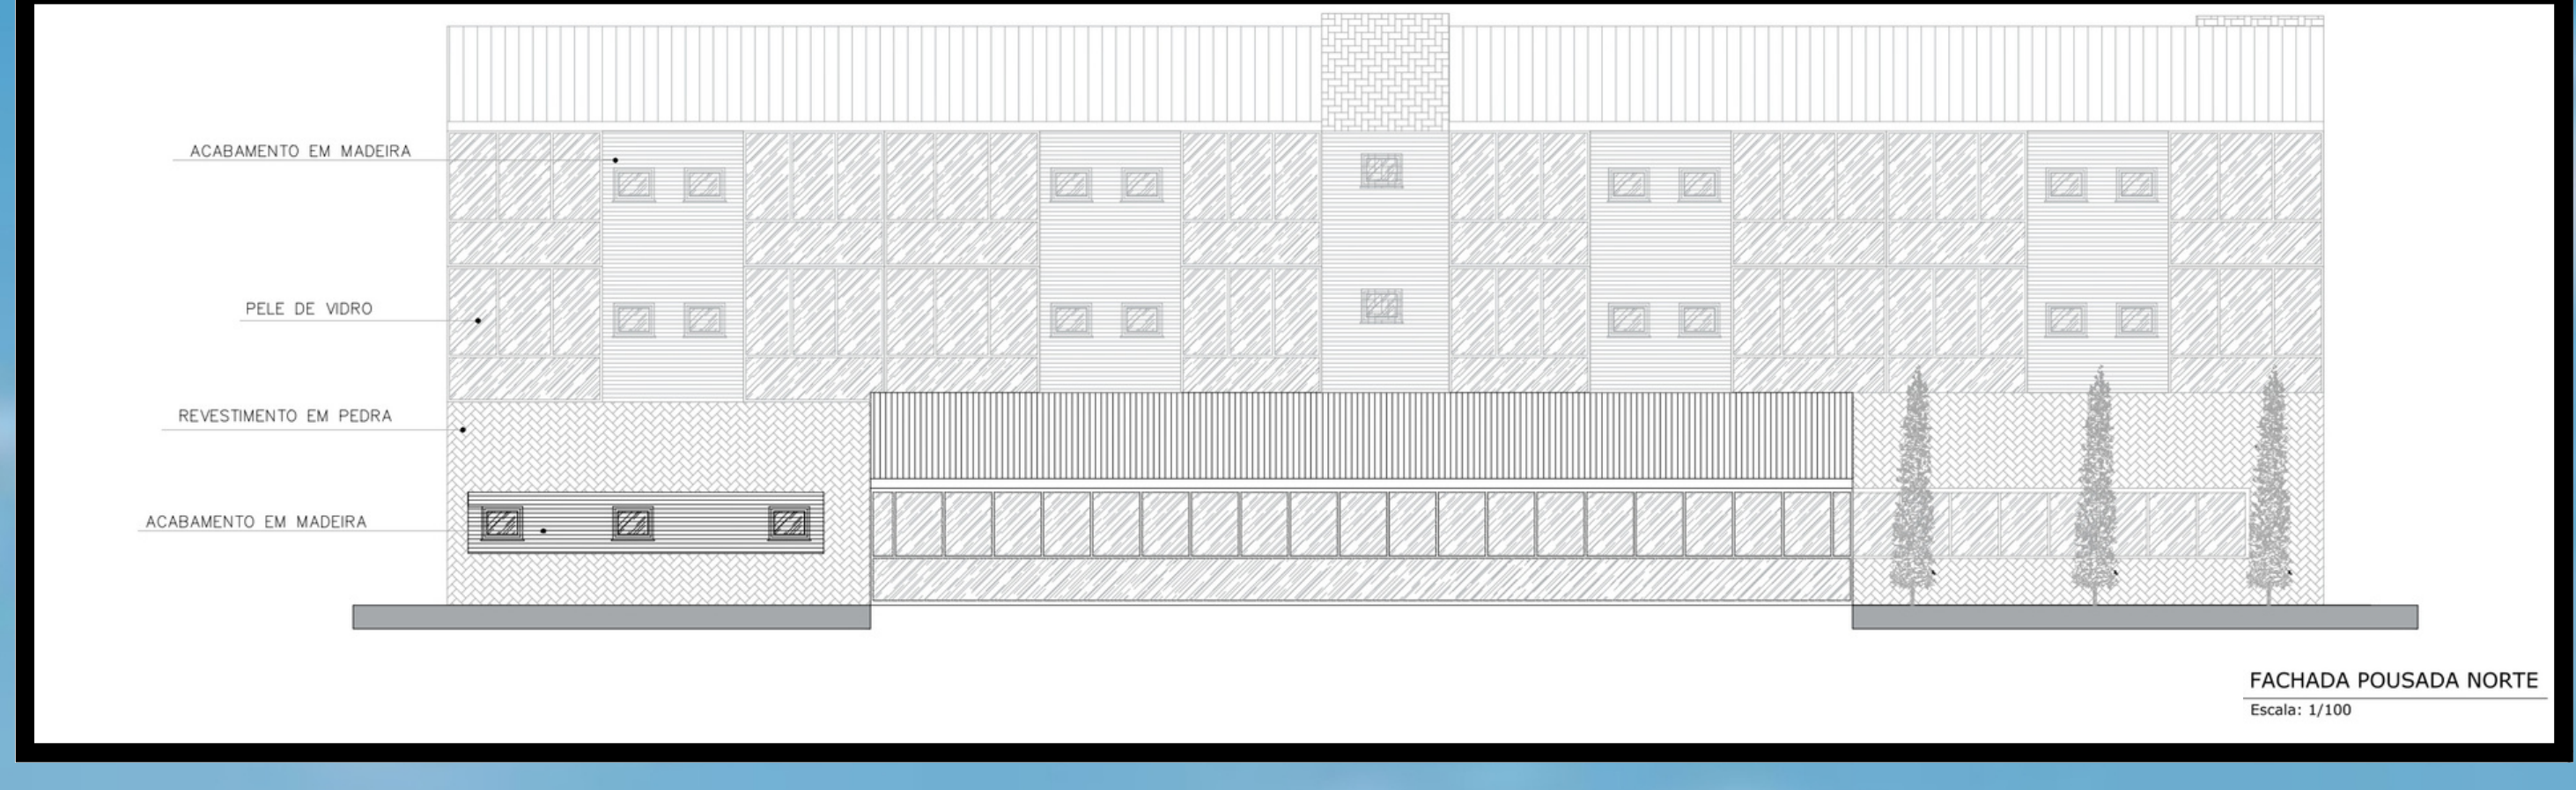 ACABAMENTO EM MADEIRA
PELE DE VIDRO
REVESTIMENTO EM PEDRA
ACABAMENTO EM MADEIRA
FACHADA POUSADA NORTE
Escala: 1/100